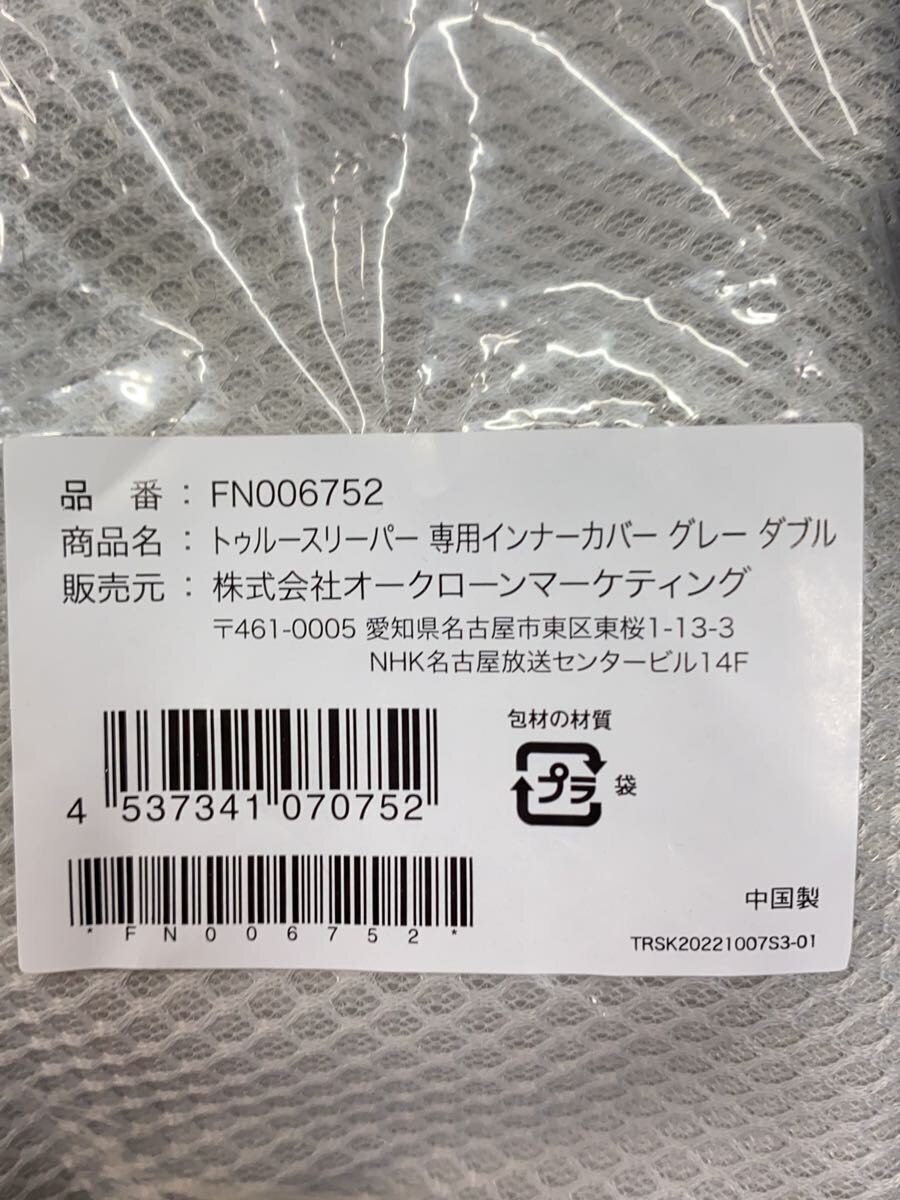 品 番 : FN006752
商品名 : トゥルースリーパー 専用インナーカバー グレー ダブル
販売元 : 株式会社オークローンマーケティング
〒461-0005 愛知県名古屋市東区東桜1-13-3
NHK名古屋放送センタービル14F
包材の材質
プラ 袋
4 537341 070752
*FN006752*
中国製
TRSK20221007S3-01